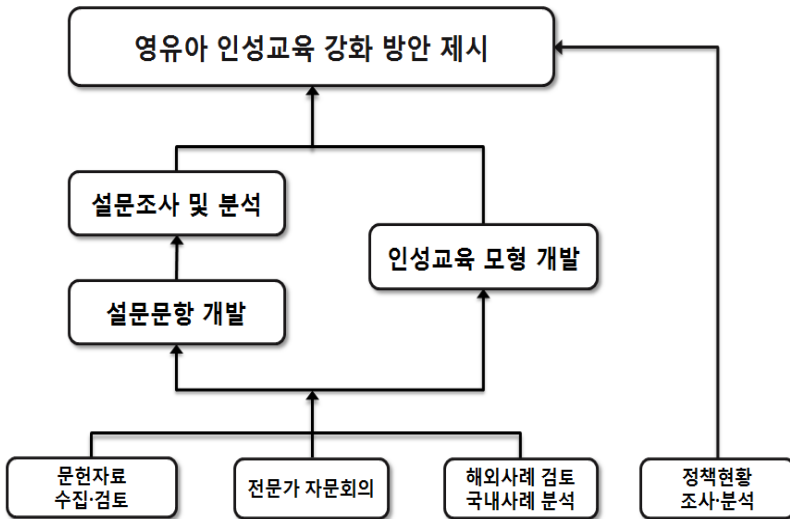 영유아 인성교육 강화 방안 제시
설문조사 및 분석
인성교육 모형 개발
설문문항 개발
문헌자료
수집·검토
전문가 자문회의
해외사례 검토
국내사례 분석
정책현황
조사·분석